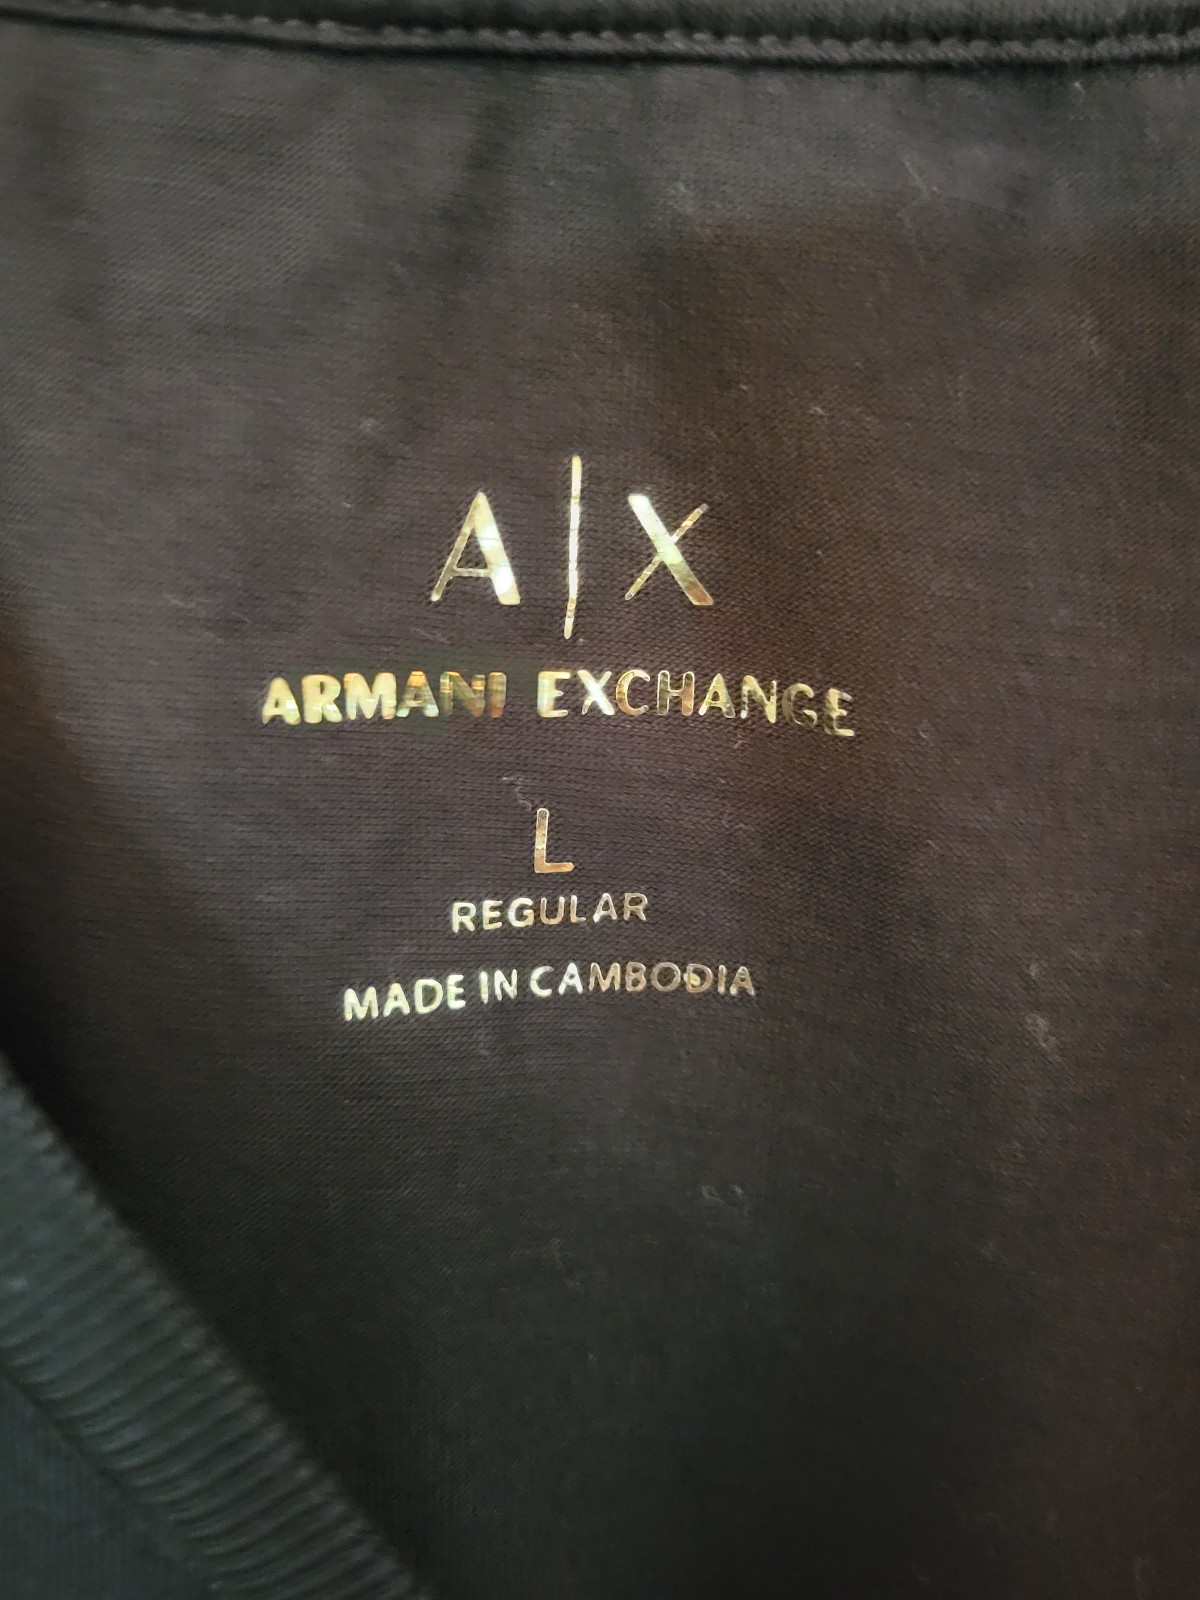 A|X
ARMANI EXCHANGE
L
REGULAR
MADE IN CAMBODIA